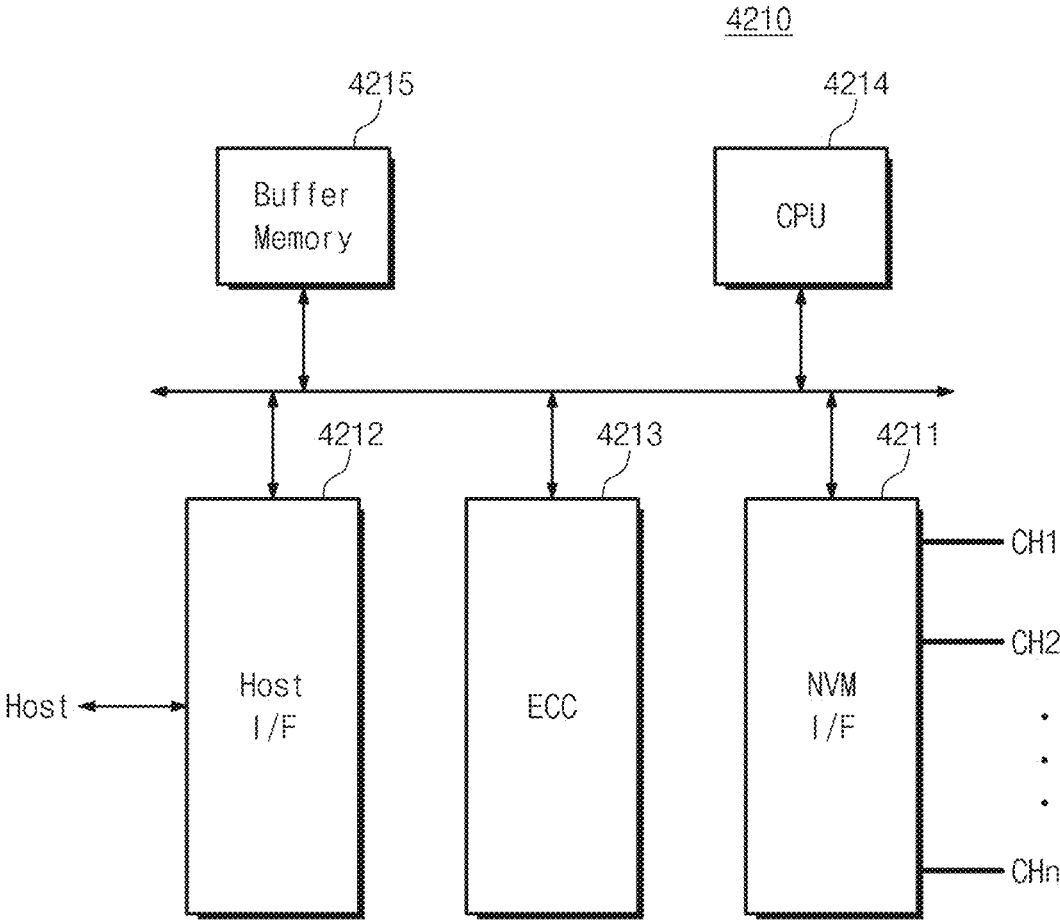 4210
4215
4214
Buffer
Memory
CPU
4212
4213
4211
CH1
CH2
Host
Host
I/F
ECC
NVM
I/F
CHn